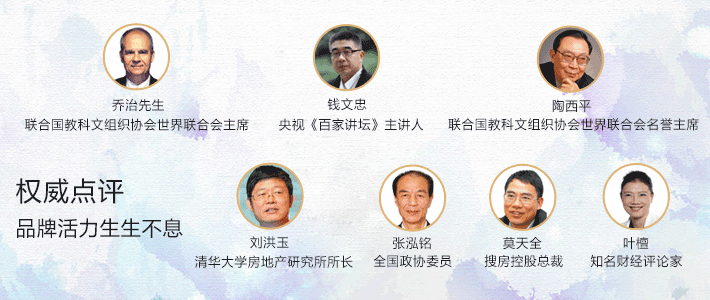 乔治先生
联合国教科文组织协会世界联合会主席
钱文忠
央视《百家讲坛》主讲人
陶西平
联合国教科文组织协会世界联合会名誉主席
权威点评
品牌活力生生不息
刘洪玉
清华大学房地产研究所所长
张泓铭
全国政协委员
莫天全
搜房控股总裁
叶檀
知名财经评论家